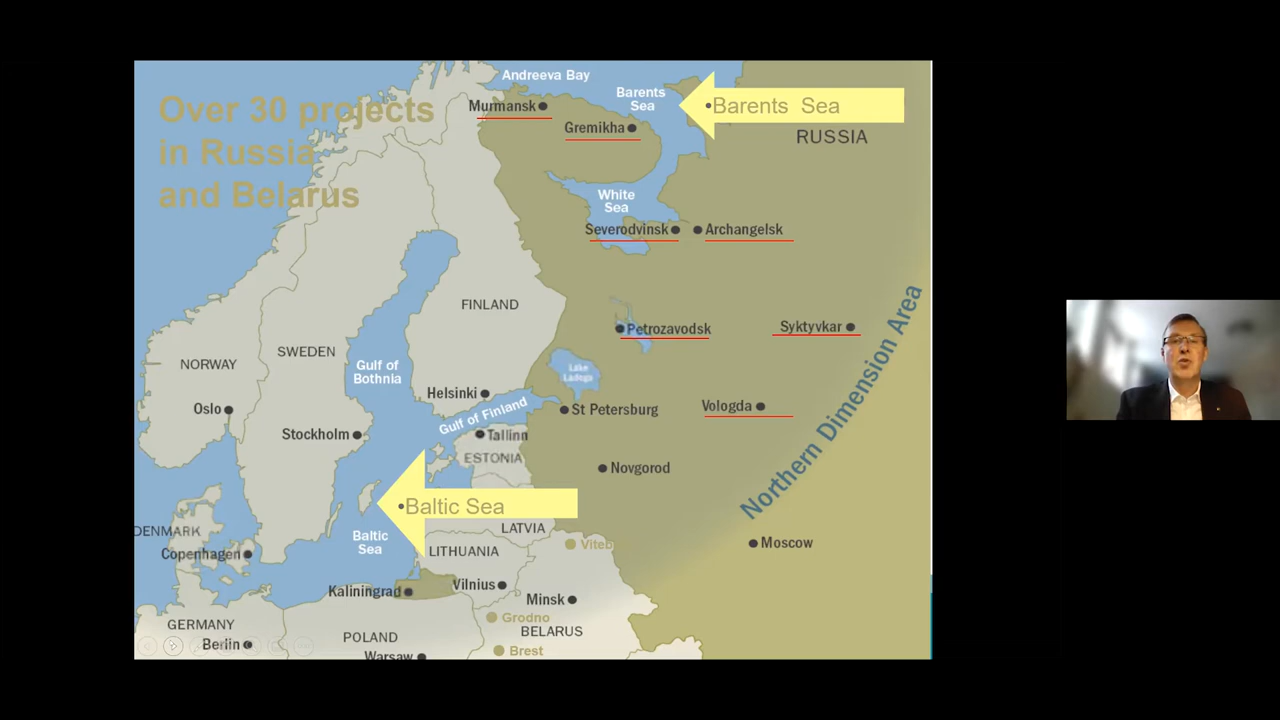 Over 30 projects
in Russia
and Belarus
Andreeva Bay
Barents
Sea
•Barents Sea
Murmansk
Gremikha
RUSSIA
White
Sea
Severodvinsk
Archangelsk
FINLAND
Petrozavodsk
Syktyvkar
NORWAY
SWEDEN
Gulf of
Bothnia
Lake
Ladoga
Helsinki
Oslo
Gulf of Finland
St Petersburg
Vologda
Northern Dimension Area
Stockholm
Tallinn
ESTONIA
Novgorod
•Baltic Sea
DENMARK
Baltic
Sea
LATVIA
Copenhagen
LITHUANIA
Viteb
Moscow
Kaliningrad
Vilnius
Minsk
Grodno
GERMANY
BELARUS
Berlin
POLAND
Brest
Warsaw